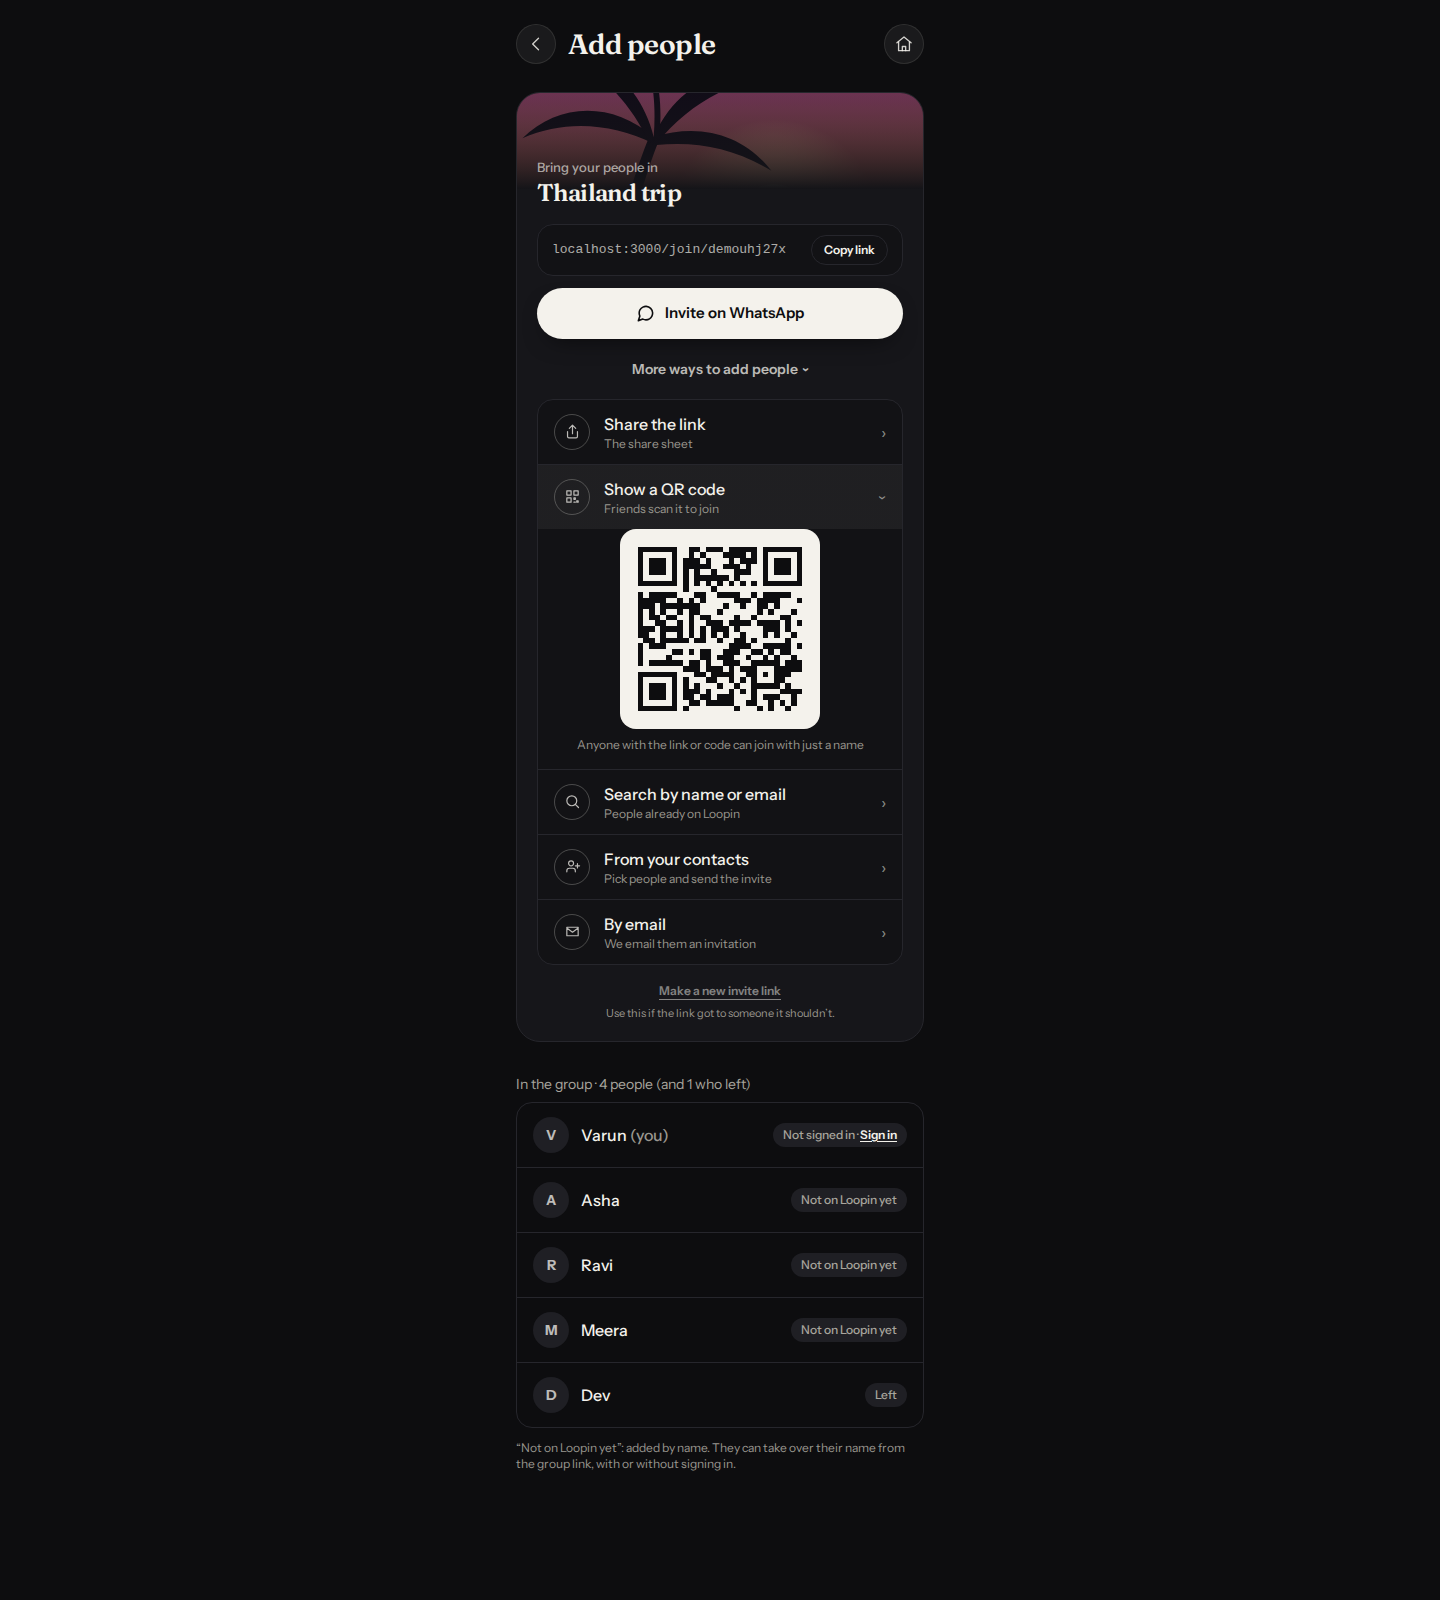 Add people
Bring your people in
Thailand trip
localhost:3000/join/demouhj27x
Copy link
Invite on WhatsApp
More ways to add people
Share the link
The share sheet
Show a QR code
Friends scan it to join
Anyone with the link or code can join with just a name
Search by name or email
People already on Loopin
From your contacts
Pick people and send the invite
By email
We email them an invitation
Make a new invite link
Use this if the link got to someone it shouldn't.
In the group · 4 people (and 1 who left)
V
Varun (you)
Not signed in · Sign in
A
Asha
Not on Loopin yet
R
Ravi
Not on Loopin yet
M
Meera
Not on Loopin yet
D
Dev
Left
“Not on Loopin yet”: added by name. They can take over their name from
the group link, with or without signing in.